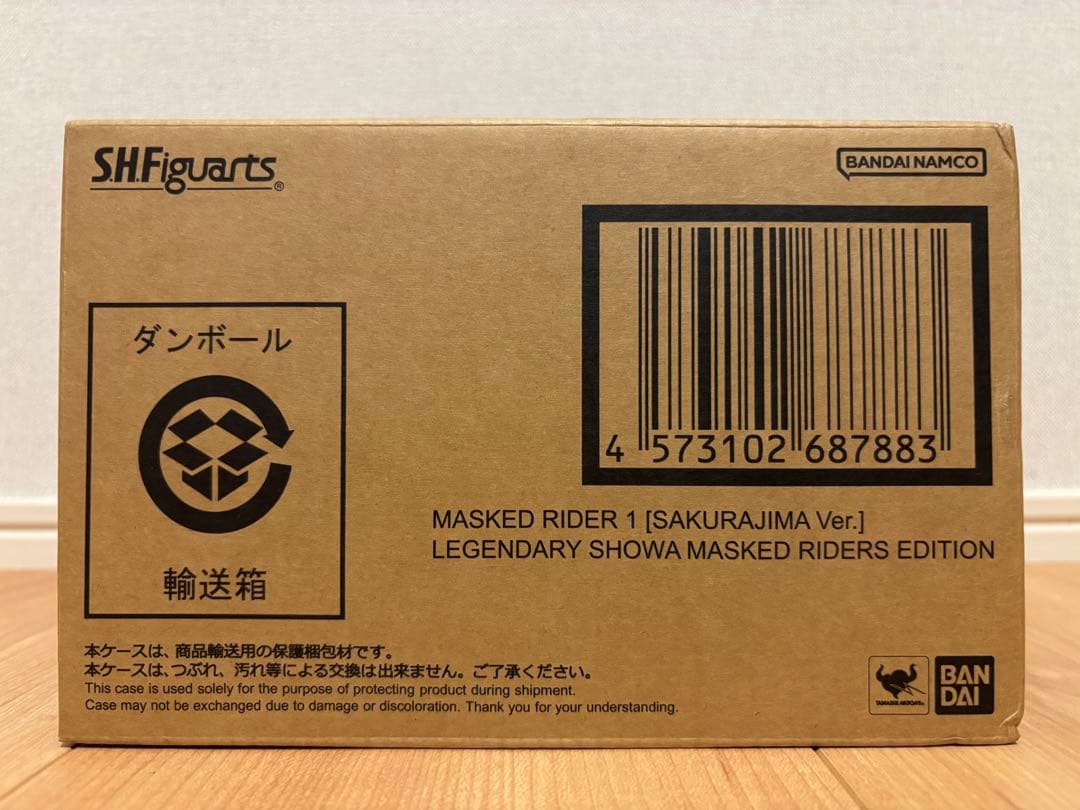 S.H.Figuarts®
BANDAI NAMCO
4 573102 687883
ダンボール
輸送箱
MASKED RIDER 1 [SAKURAJIMA Ver.]
LEGENDARY SHOWA MASKED RIDERS EDITION
本ケースは、商品輸送用の保護梱包材です。
本ケースは、つぶれ、汚れ等による交換は出来ません。ご了承ください。
This case is used solely for the purpose of protecting product during shipment.
Case may not be exchanged due to damage or discoloration. Thank you for your understanding.
TAMASHII NATIONS®
BAN
DAI